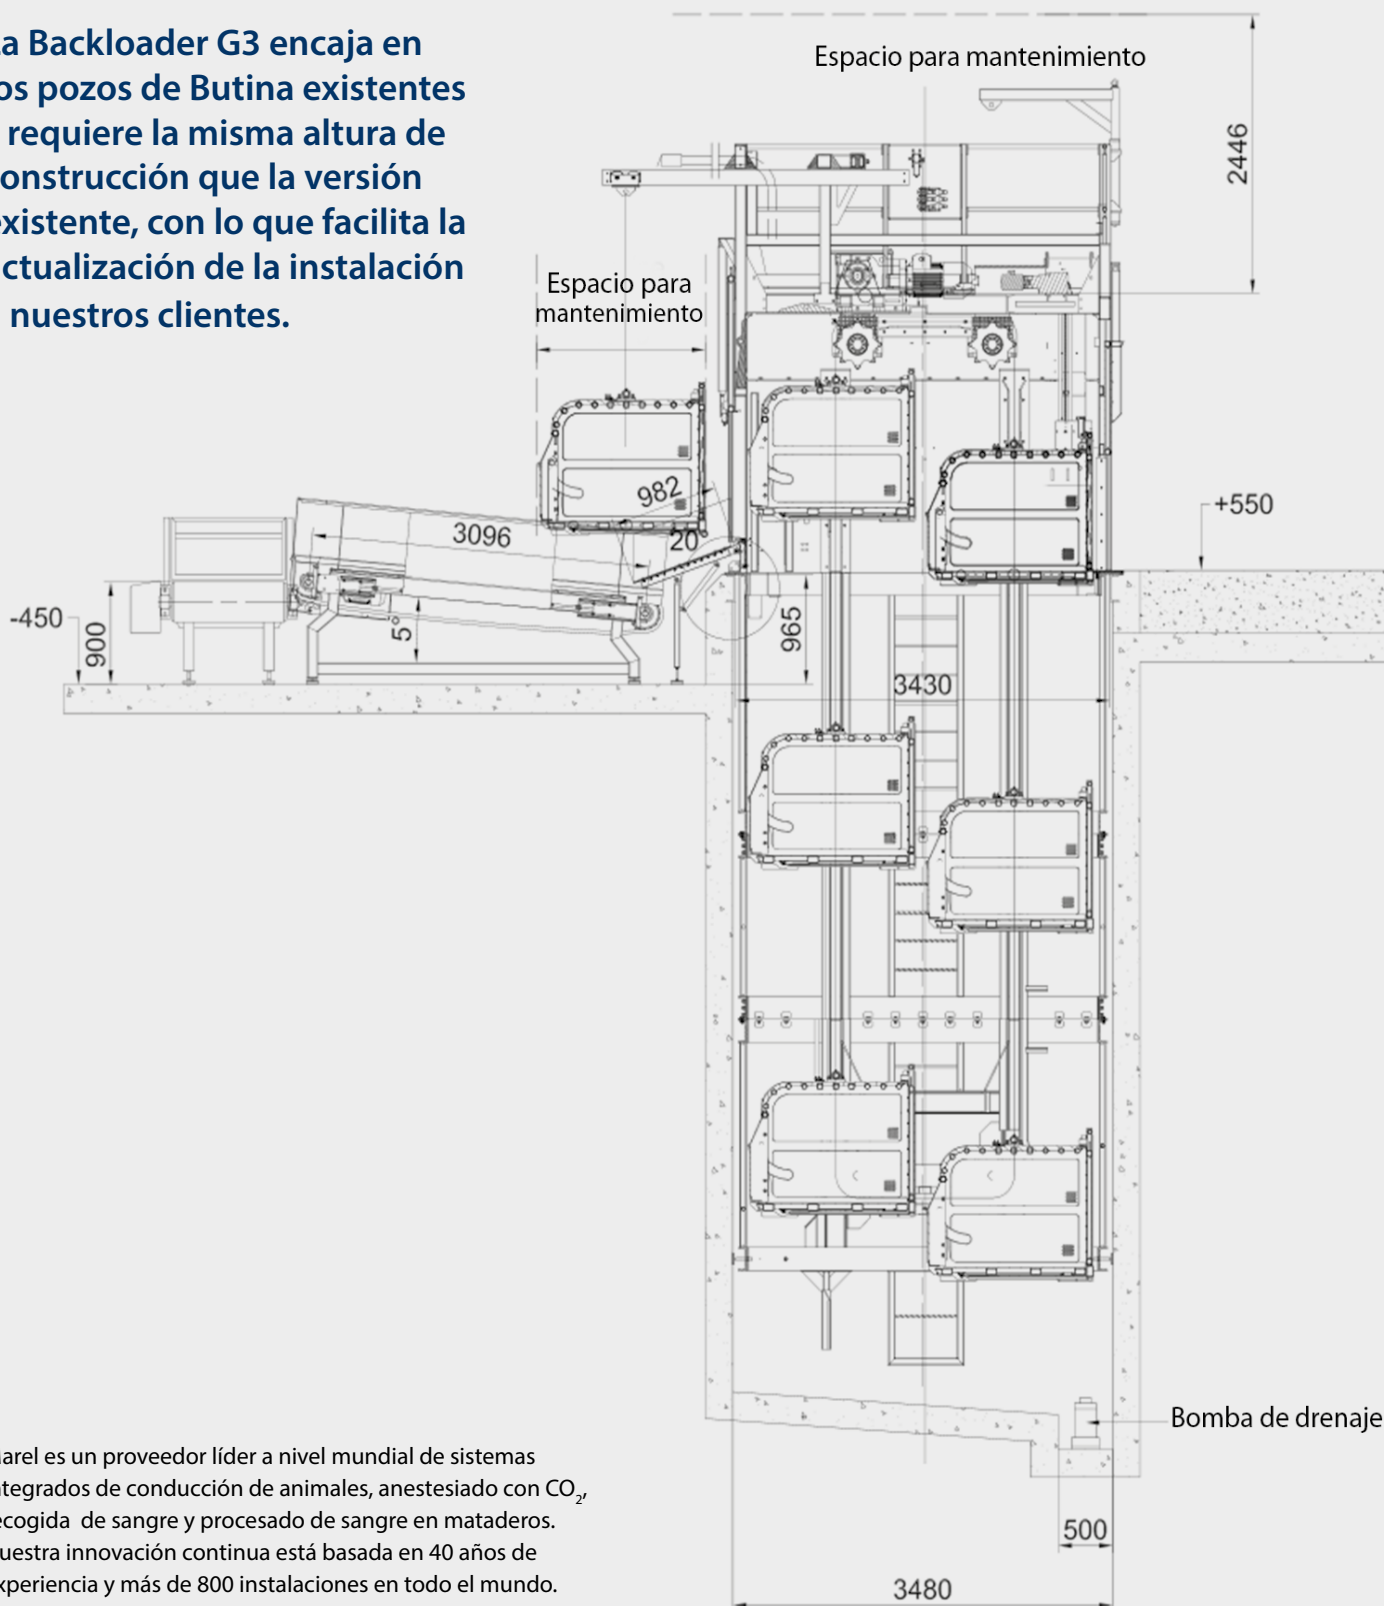 La Backloader G3 encaja en
os pozos de Butina existentes
requiere la misma altura de
onstrucción que la versión
existente, con lo que facilita la
ctualización de la instalación
nuestros clientes.
Espacio para mantenimiento
2446
Espacio para
mantenimiento
982
3096
20
+550
-450
900
5°
965
3430
Bomba de drenaje
Marel es un proveedor líder a nivel mundial de sistemas
ntegrados de conducción de animales, anestesiado con CO₂,
ecogida de sangre y procesado de sangre en mataderos.
uestra innovación continua está basada en 40 años de
xperiencia y más de 800 instalaciones en todo el mundo.
500
3480